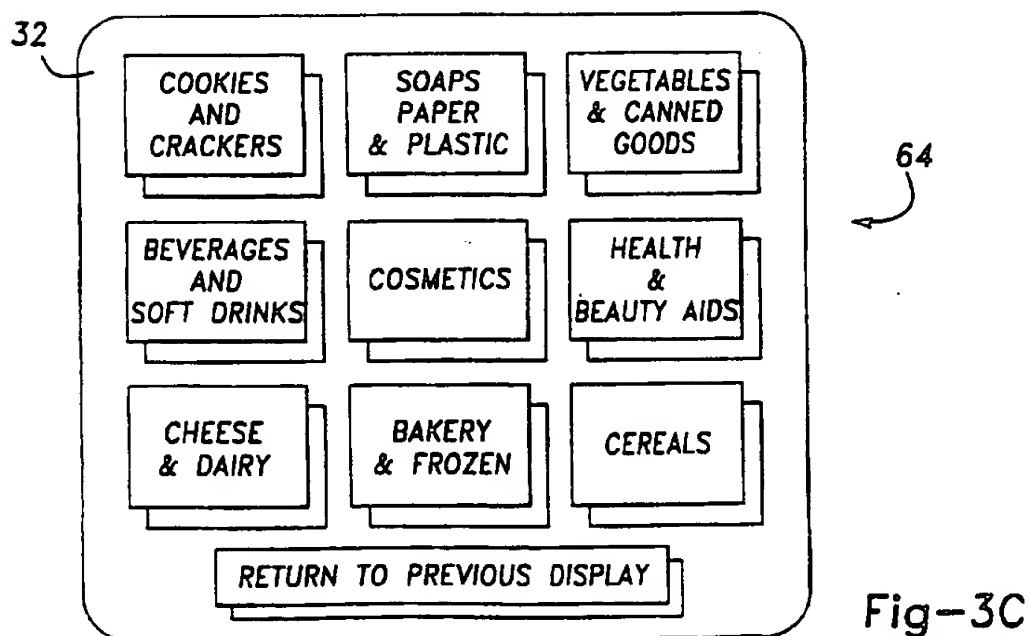 32
COOKIES
AND
CRACKERS
SOAPS
PAPER
& PLASTIC
VEGETABLES
& CANNED
GOODS
64
BEVERAGES
AND
SOFT DRINKS
COSMETICS
HEALTH
&
BEAUTY AIDS
CHEESE
& DAIRY
BAKERY
& FROZEN
CEREALS
RETURN TO PREVIOUS DISPLAY
Fig-3C